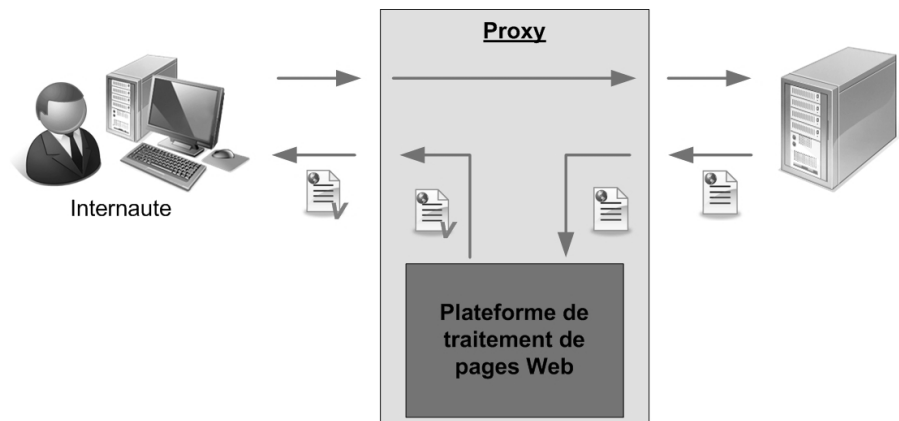 Proxy
Internaute
Plateforme de
traitement de
pages Web